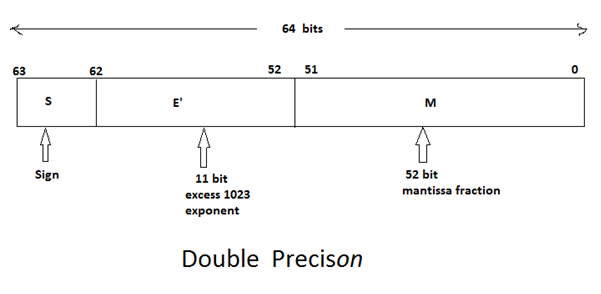 64 bits
63 62 52 51 0
S E' M
Sign
11 bit
excess 1023
exponent
52 bit
mantissa fraction
Double Precison